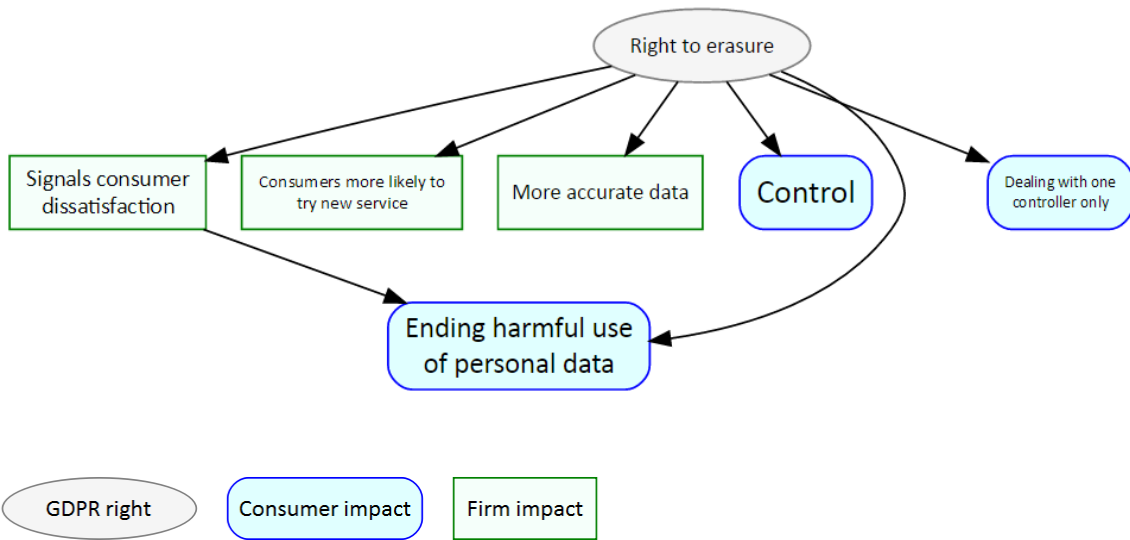 Right to erasure
Signals consumer
dissatisfaction
Consumers more likely to
try new service
More accurate data
Control
Dealing with one
controller only
Ending harmful use
of personal data
GDPR right
Consumer impact
Firm impact